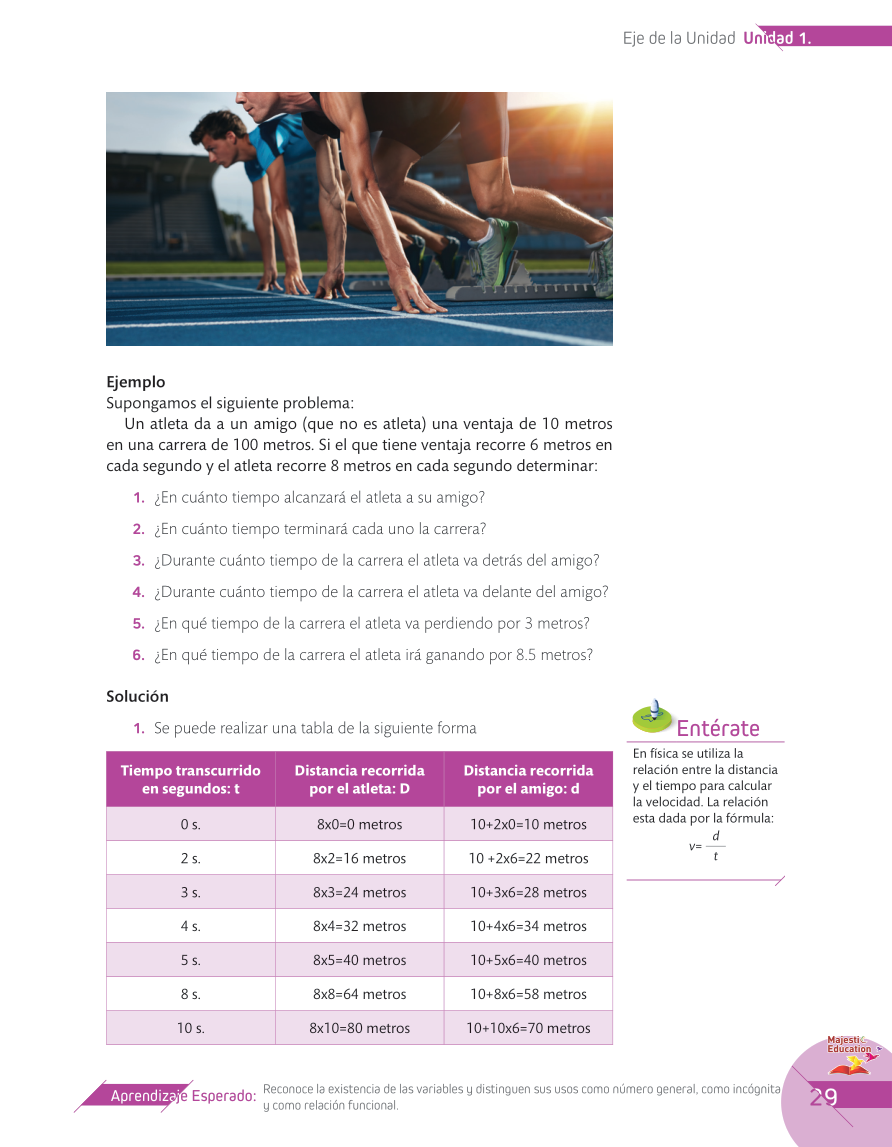 Eje de la Unidad Unidad 1.
Ejemplo
Supongamos el siguiente problema:
Un atleta da a un amigo (que no es atleta) una ventaja de 10 metros
en una carrera de 100 metros. Si el que tiene ventaja recorre 6 metros en
cada segundo y el atleta recorre 8 metros en cada segundo determinar:
1. ¿En cuánto tiempo alcanzará el atleta a su amigo?
2. ¿En cuánto tiempo terminará cada uno la carrera?
3. ¿Durante cuánto tiempo de la carrera el atleta va detrás del amigo?
4. ¿Durante cuánto tiempo de la carrera el atleta va delante del amigo?
5. ¿En qué tiempo de la carrera el atleta va perdiendo por 3 metros?
6. ¿En qué tiempo de la carrera el atleta irá ganando por 8.5 metros?
Solución
1. Se puede realizar una tabla de la siguiente forma
Tiempo transcurrido en segundos: t Distancia recorrida por el atleta: D Distancia recorrida por el amigo: d
0 s. 8x0=0 metros 10+2x0=10 metros
2 s. 8x2=16 metros 10 +2x6=22 metros
3 s. 8x3=24 metros 10+3x6=28 metros
4 s. 8x4=32 metros 10+4x6=34 metros
5 s. 8x5=40 metros 10+5x6=40 metros
8 s. 8x8=64 metros 10+8x6=58 metros
10 s. 8x10=80 metros 10+10x6=70 metros
Entérate
En física se utiliza la
relación entre la distancia
y el tiempo para calcular
la velocidad. La relación
esta dada por la fórmula:
v= d
t
Aprendizaje Esperado: Reconoce la existencia de las variables y distinguen sus usos como número general, como incógnita
y como relación funcional.
Majestic
Education
29